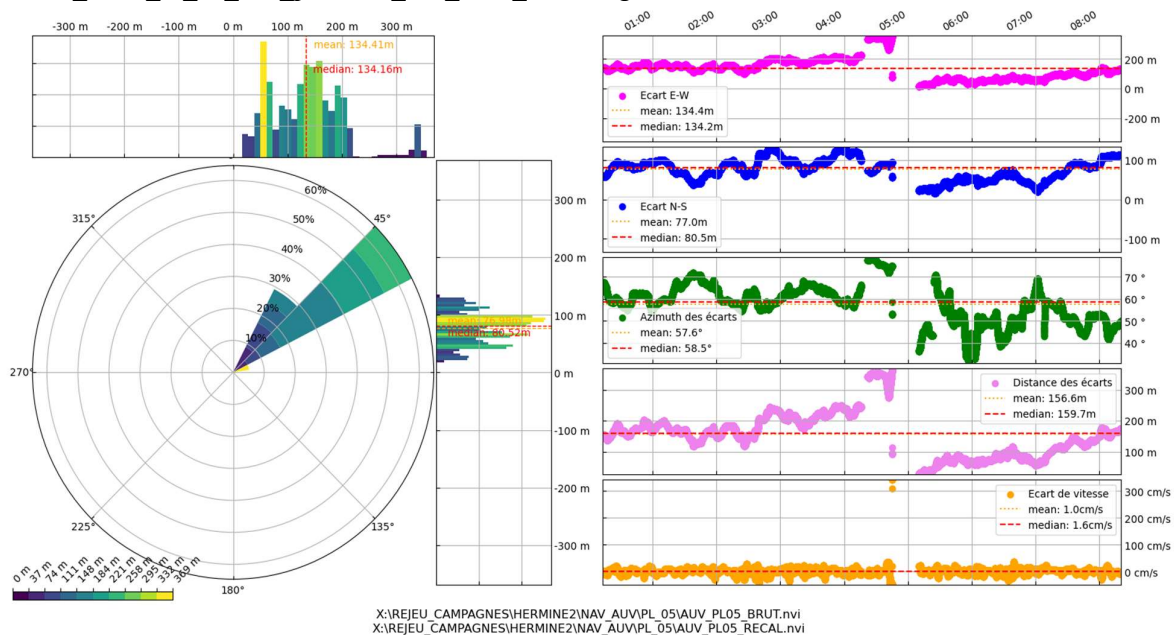 -300 m -200 m -100 m 0 m 100 m 200 m 300 m
mean: 134.41m
median: 134.16m
01:00 02:00 03:00 04:00 05:00 06:00 07:00 08:00
Ecart E-W
mean: 134.4m
median: 134.2m
200 m
0 m
-200 m
Ecart N-S
mean: 77.0m
median: 80.5m
100 m
0 m
-100 m
Azimuth des écarts
mean: 57.6°
median: 58.5°
70 °
60 °
50 °
40 °
Distance des écarts
mean: 156.6m
median: 159.7m
300 m
200 m
100 m
Ecart de vitesse
mean: 1.0cm/s
median: 1.6cm/s
300 cm/s
200 cm/s
100 cm/s
0 cm/s
300 m
200 m
100 m
median: 80.52m
0 m
-100 m
-200 m
-300 m
315°
45°
270°
225°
135°
180°
60%
50%
40%
30%
20%
10%
0 m 37 m 74 m 111 m 148 m 184 m 221 m 258 m 295 m 332 m 369 m
X:\REJEU_CAMPAGNES\HERMINE2\NAV_AUV\PL_05\AUV_PL05_BRUT.nvi
X:\REJEU_CAMPAGNES\HERMINE2\NAV_AUV\PL_05\AUV_PL05_RECAL.nvi